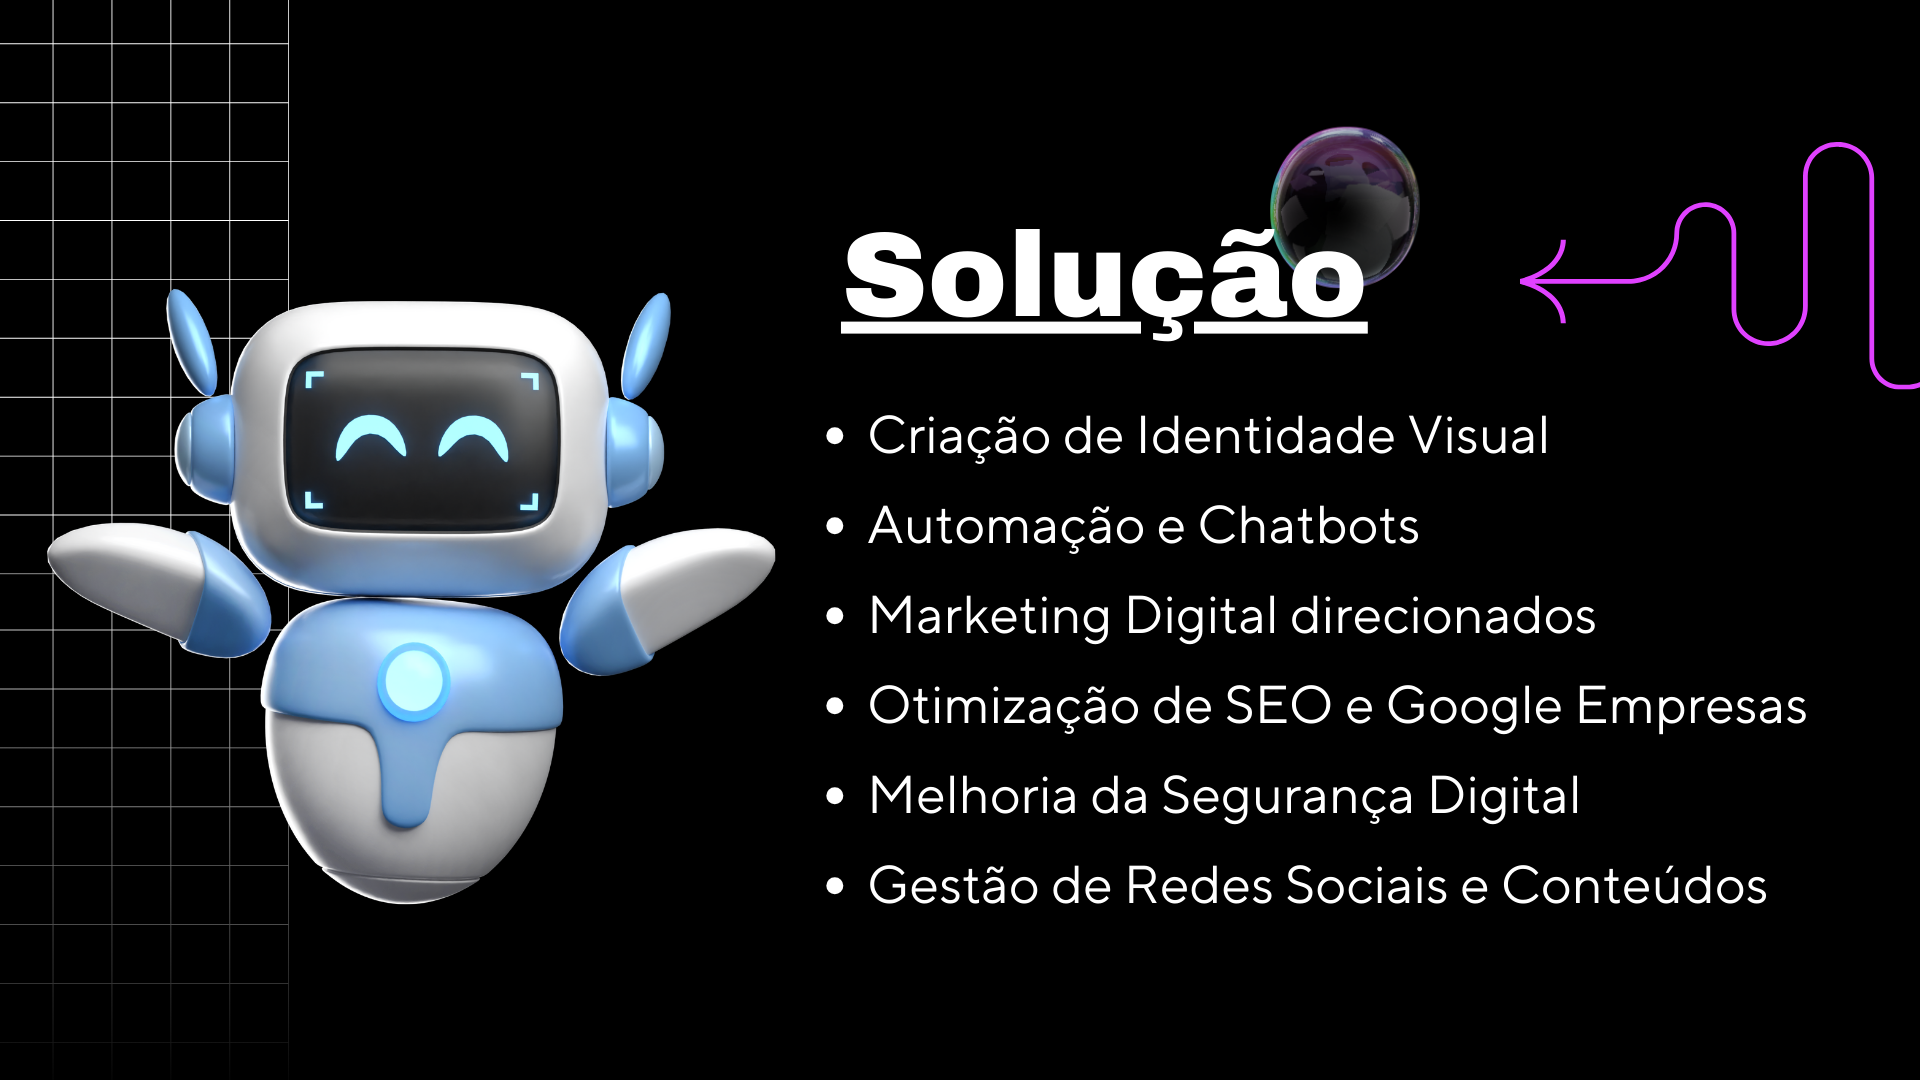 Solução
Criação de Identidade Visual
Automação e Chatbots
Marketing Digital direcionados
Otimização de SEO e Google Empresas
Melhoria da Segurança Digital
Gestão de Redes Sociais e Conteúdos